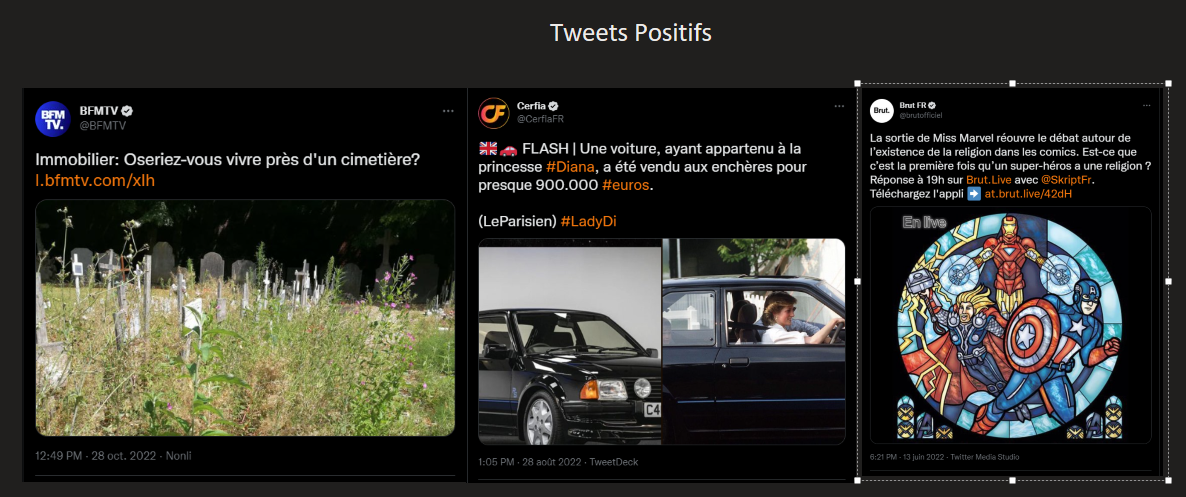 Tweets Positifs
BFM
TV.
BFMTV
@BFMTV
Immobilier: Oseriez-vous vivre près d'un cimetière?
l.bfmtv.com/xIh
12:49 PM · 28 oct. 2022 · Nonli
CF
Cerfia
@CerfiaFR
🇬🇧🚗 FLASH | Une voiture, ayant appartenu à la
princesse #Diana, a été vendu aux enchères pour
presque 900.000 #euros.
(LeParisien) #LadyDi
C4
1:05 PM · 28 août 2022 · TweetDeck
Brut.
Brut FR
@brutofficiel
La sortie de Miss Marvel réouvre le débat autour de
l'existence de la religion dans les comics. Est-ce que
c'est la première fois qu'un super-héros a une religion ?
Réponse à 19h sur Brut.Live avec @SkriptFr.
Téléchargez l'appli ➡️ at.brut.live/42dH
En live
6:21 PM · 13 juin 2022 · Twitter Media Studio